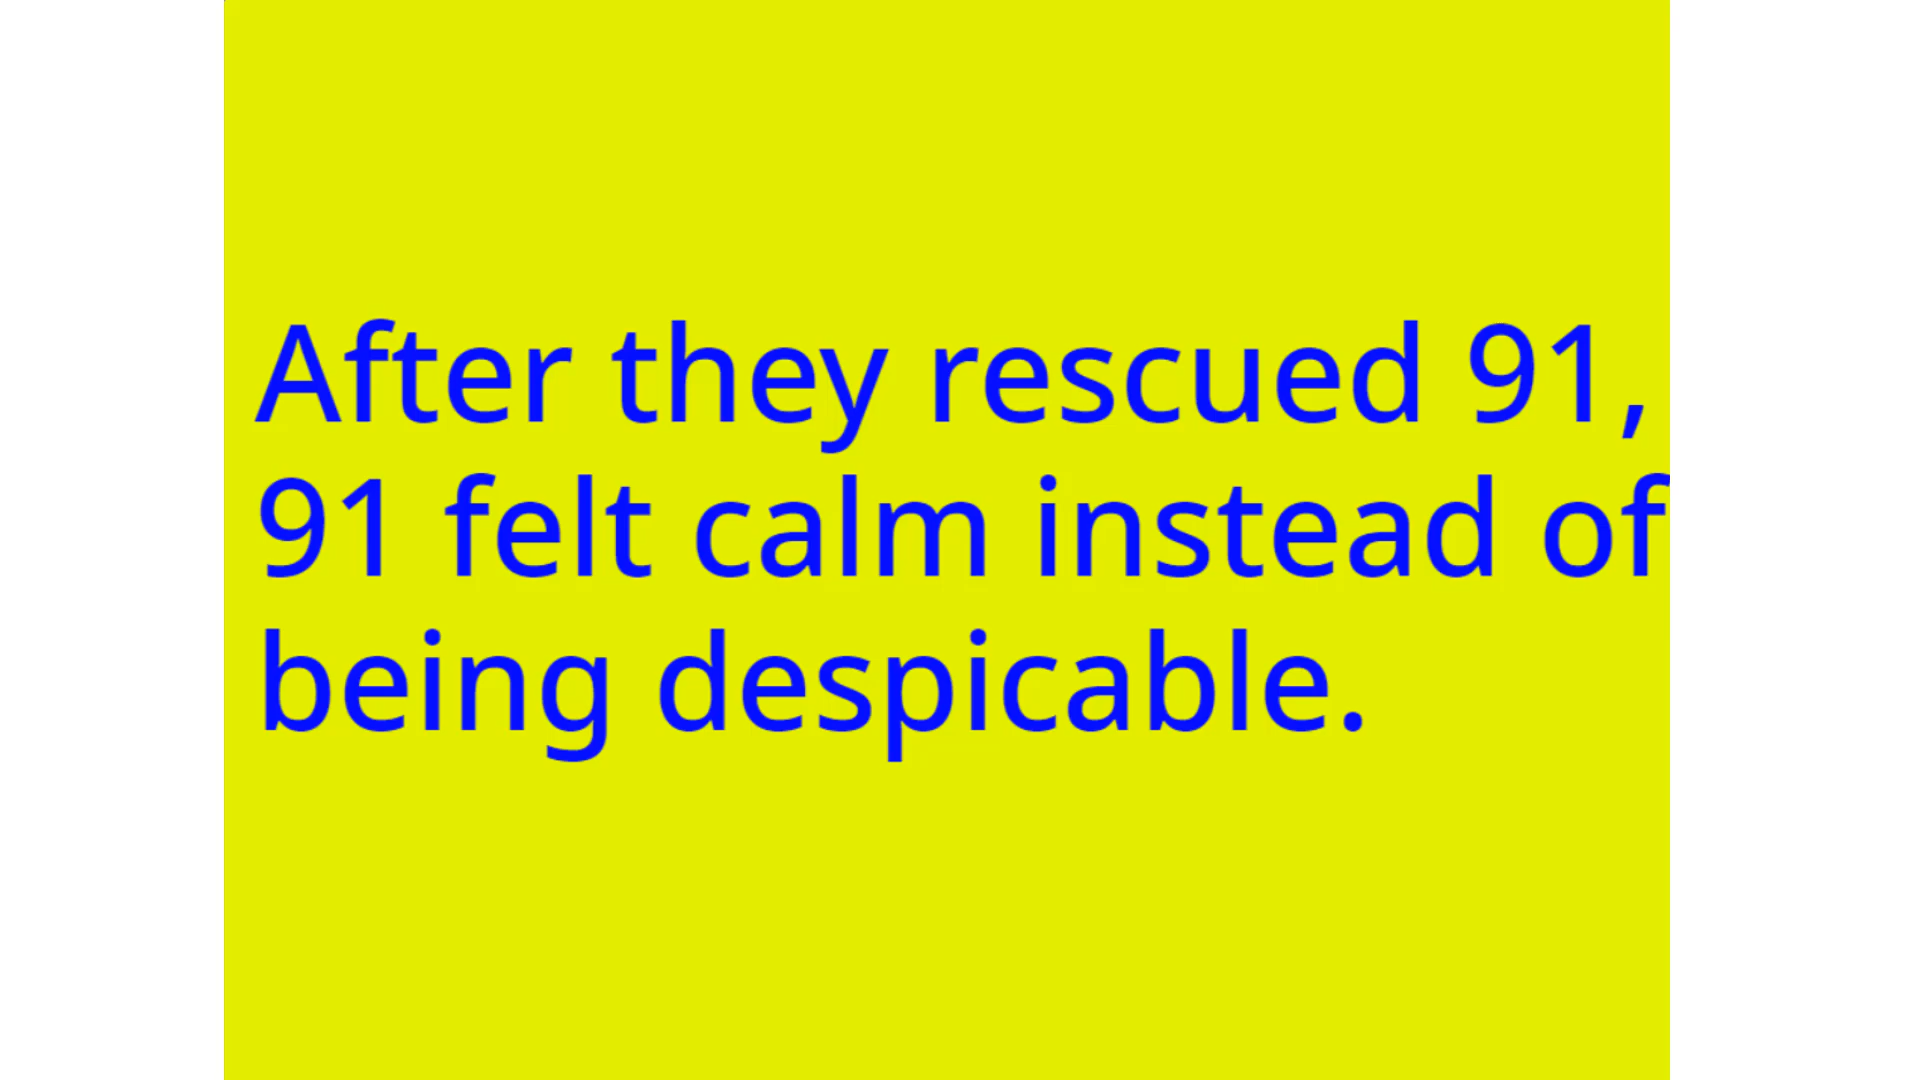 After they rescued 91,
91 felt calm instead of
being despicable.